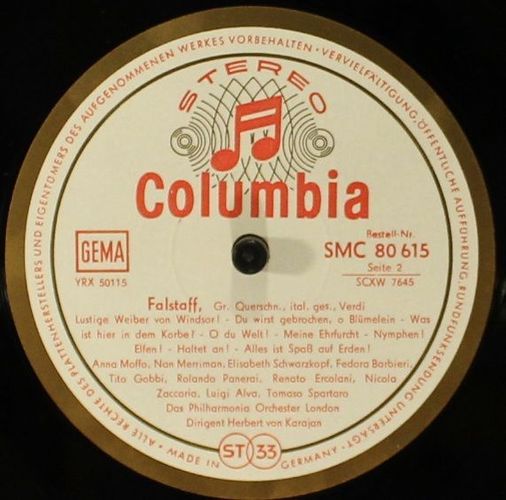 ALLE RECHTE DES PLATTENHERSTELLERS UND EIGENTÜMERS DES AUFGENOMMENEN WERKES VORBEHALTEN · VERVIELFÄLTIGUNG, ÖFFENTLICHE AUFFÜHRUNG, RUNDFUNKSENDUNG UNTERSAGT ·
STEREO
Columbia
GEMA
YRX 50115
Bestell-Nr.
SMC 80 615
Seite 2
SCXW 7645
Falstaff, Gr. Querschn., ital. ges., Verdi
Lustige Weiber von Windsor! - Du wirst gebrochen, o Blümelein - Was
ist hier in dem Korbe? - O du Welt! - Meine Ehrfurcht - Nymphen!
Elfen! - Haltet an! - Alles ist Spaß auf Erden!
Anna Moffo, Nan Merriman, Elisabeth Schwarzkopf, Fedora Barbieri,
Tito Gobbi, Rolando Panerai, Renato Ercolani, Nicola
Zaccaria, Luigi Alva, Tomaso Spartaro
Das Philharmonia Orchester London
Dirigent Herbert von Karajan
MADE IN ST 33 GERMANY